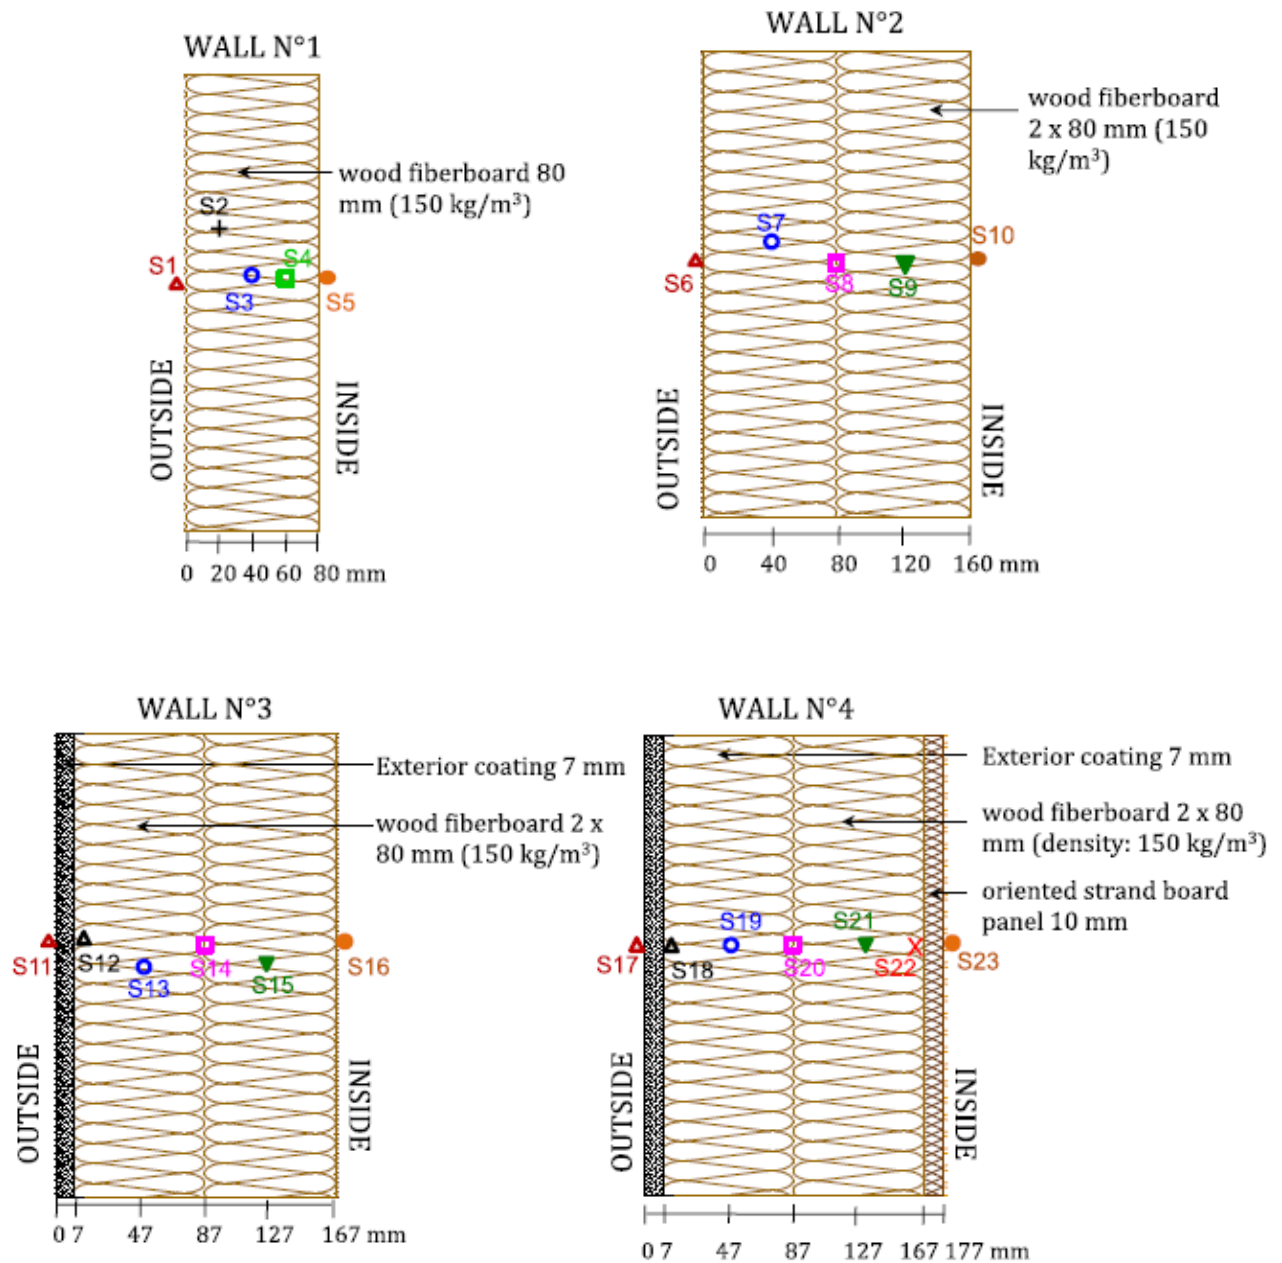 WALL N°1
wood fiberboard 80
mm (150 kg/m³)
S2
S1
S4
S3
S5
OUTSIDE
INSIDE
0 20 40 60 80 mm
WALL N°2
wood fiberboard
2 x 80 mm (150
kg/m³)
S7
S10
S6
S8
S9
OUTSIDE
INSIDE
0 40 80 120 160 mm
WALL N°3
Exterior coating 7 mm
wood fiberboard 2 x
80 mm (150 kg/m³)
S11
S12
S13
S14
S15
S16
OUTSIDE
INSIDE
0 7 47 87 127 167 mm
WALL N°4
Exterior coating 7 mm
wood fiberboard 2 x 80
mm (density: 150 kg/m³)
oriented strand board
panel 10 mm
S19
S21
S17
S18
S20
S22
S23
OUTSIDE
INSIDE
0 7 47 87 127 167 177 mm